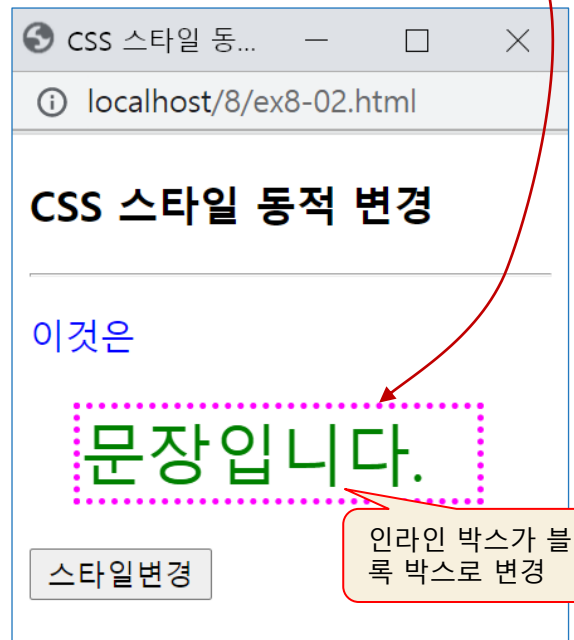 CSS 스타일 동...
localhost/8/ex8-02.html
CSS 스타일 동적 변경
이것은
문장입니다.
인라인 박스가 블
록 박스로 변경
스타일변경